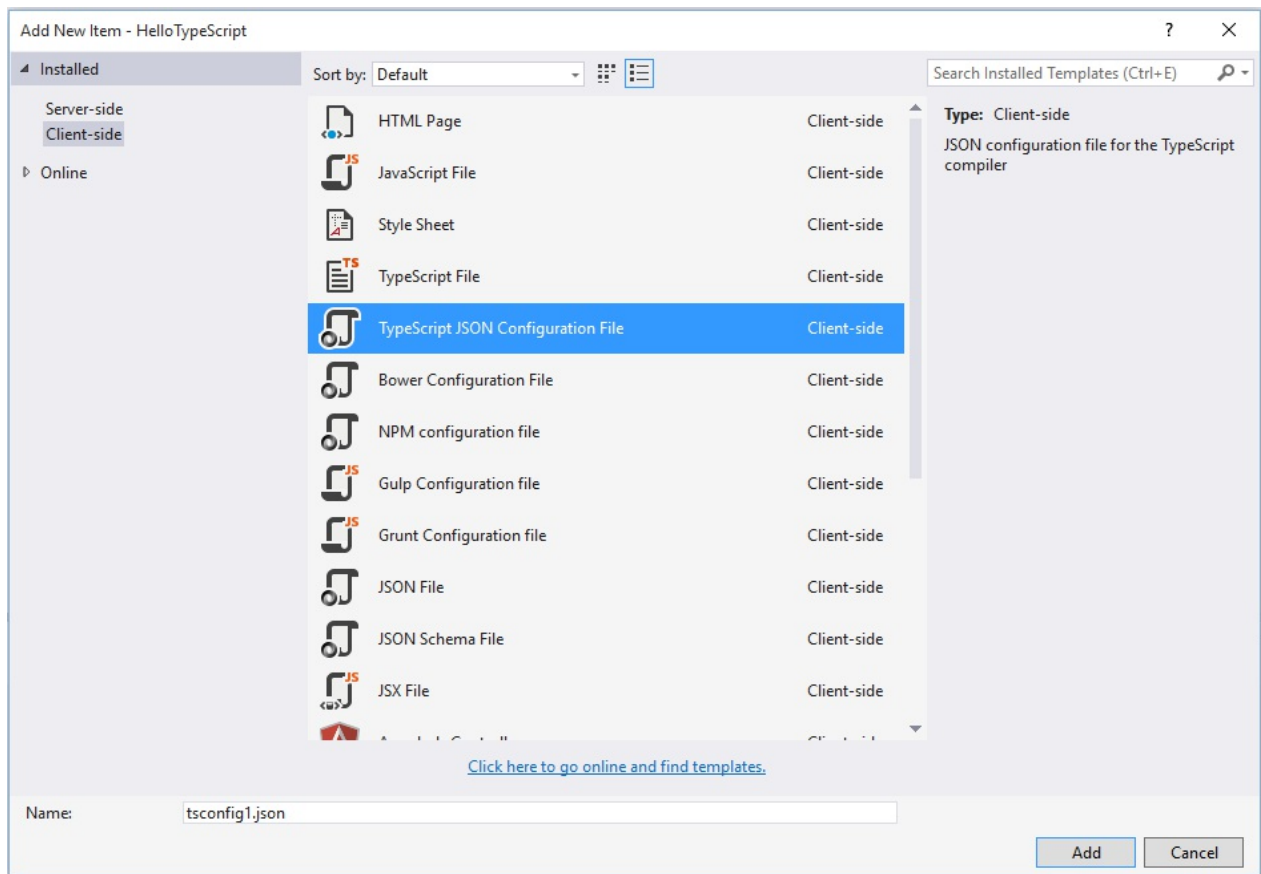 Add New Item - HelloTypeScript
?
Installed
Server-side
Client-side
Online
Sort by: Default
Search Installed Templates (Ctrl+E)
HTML Page Client-side
JS JavaScript File Client-side
Style Sheet Client-side
TS TypeScript File Client-side
TypeScript JSON Configuration File Client-side
Bower Configuration File Client-side
NPM configuration file Client-side
JS Gulp Configuration file Client-side
JS Grunt Configuration file Client-side
JSON File Client-side
JSON Schema File Client-side
JS JSX File Client-side
Type: Client-side
JSON configuration file for the TypeScript
compiler
Click here to go online and find templates.
Name: tsconfig1.json
Add Cancel